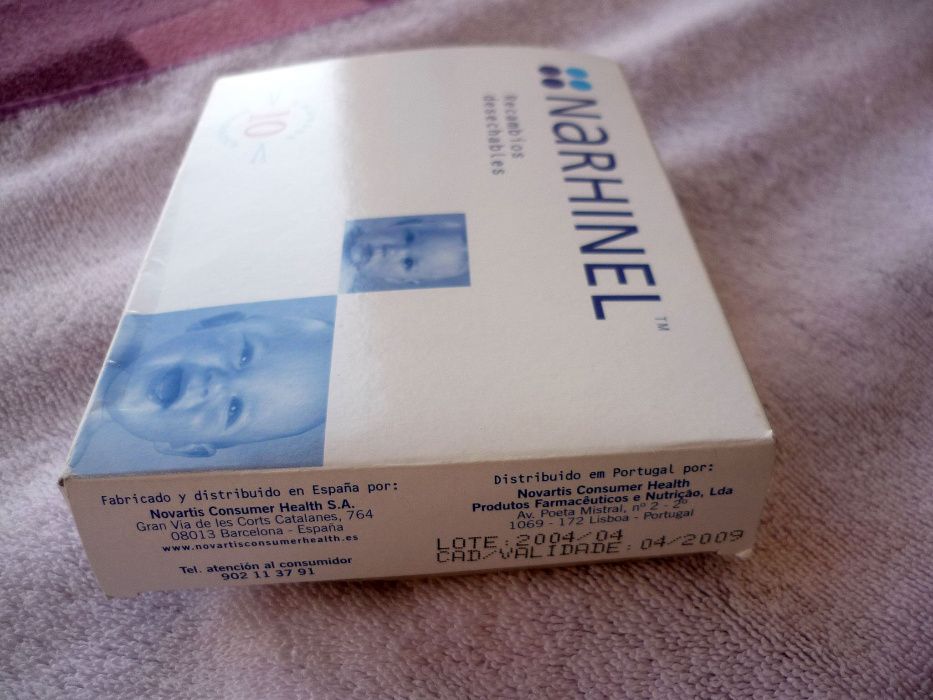 NaRHINEL™
Recambios
desechables
10
Fabricado y distribuido en España por:
Novartis Consumer Health S.A.
Gran Vía de les Corts Catalanes, 764
08013 Barcelona - España
www.novartisconsumerhealth.es
Tel. atención al consumidor
902 11 37 91
Distribuido em Portugal por:
Novartis Consumer Health
Produtos Farmacêuticos e Nutrição, Lda
Av. Poeta Mistral, nº 2 - 2º
1069 - 172 Lisboa - Portugal
LOTE: 2004/04
CAD/VALIDADE: 04/2009